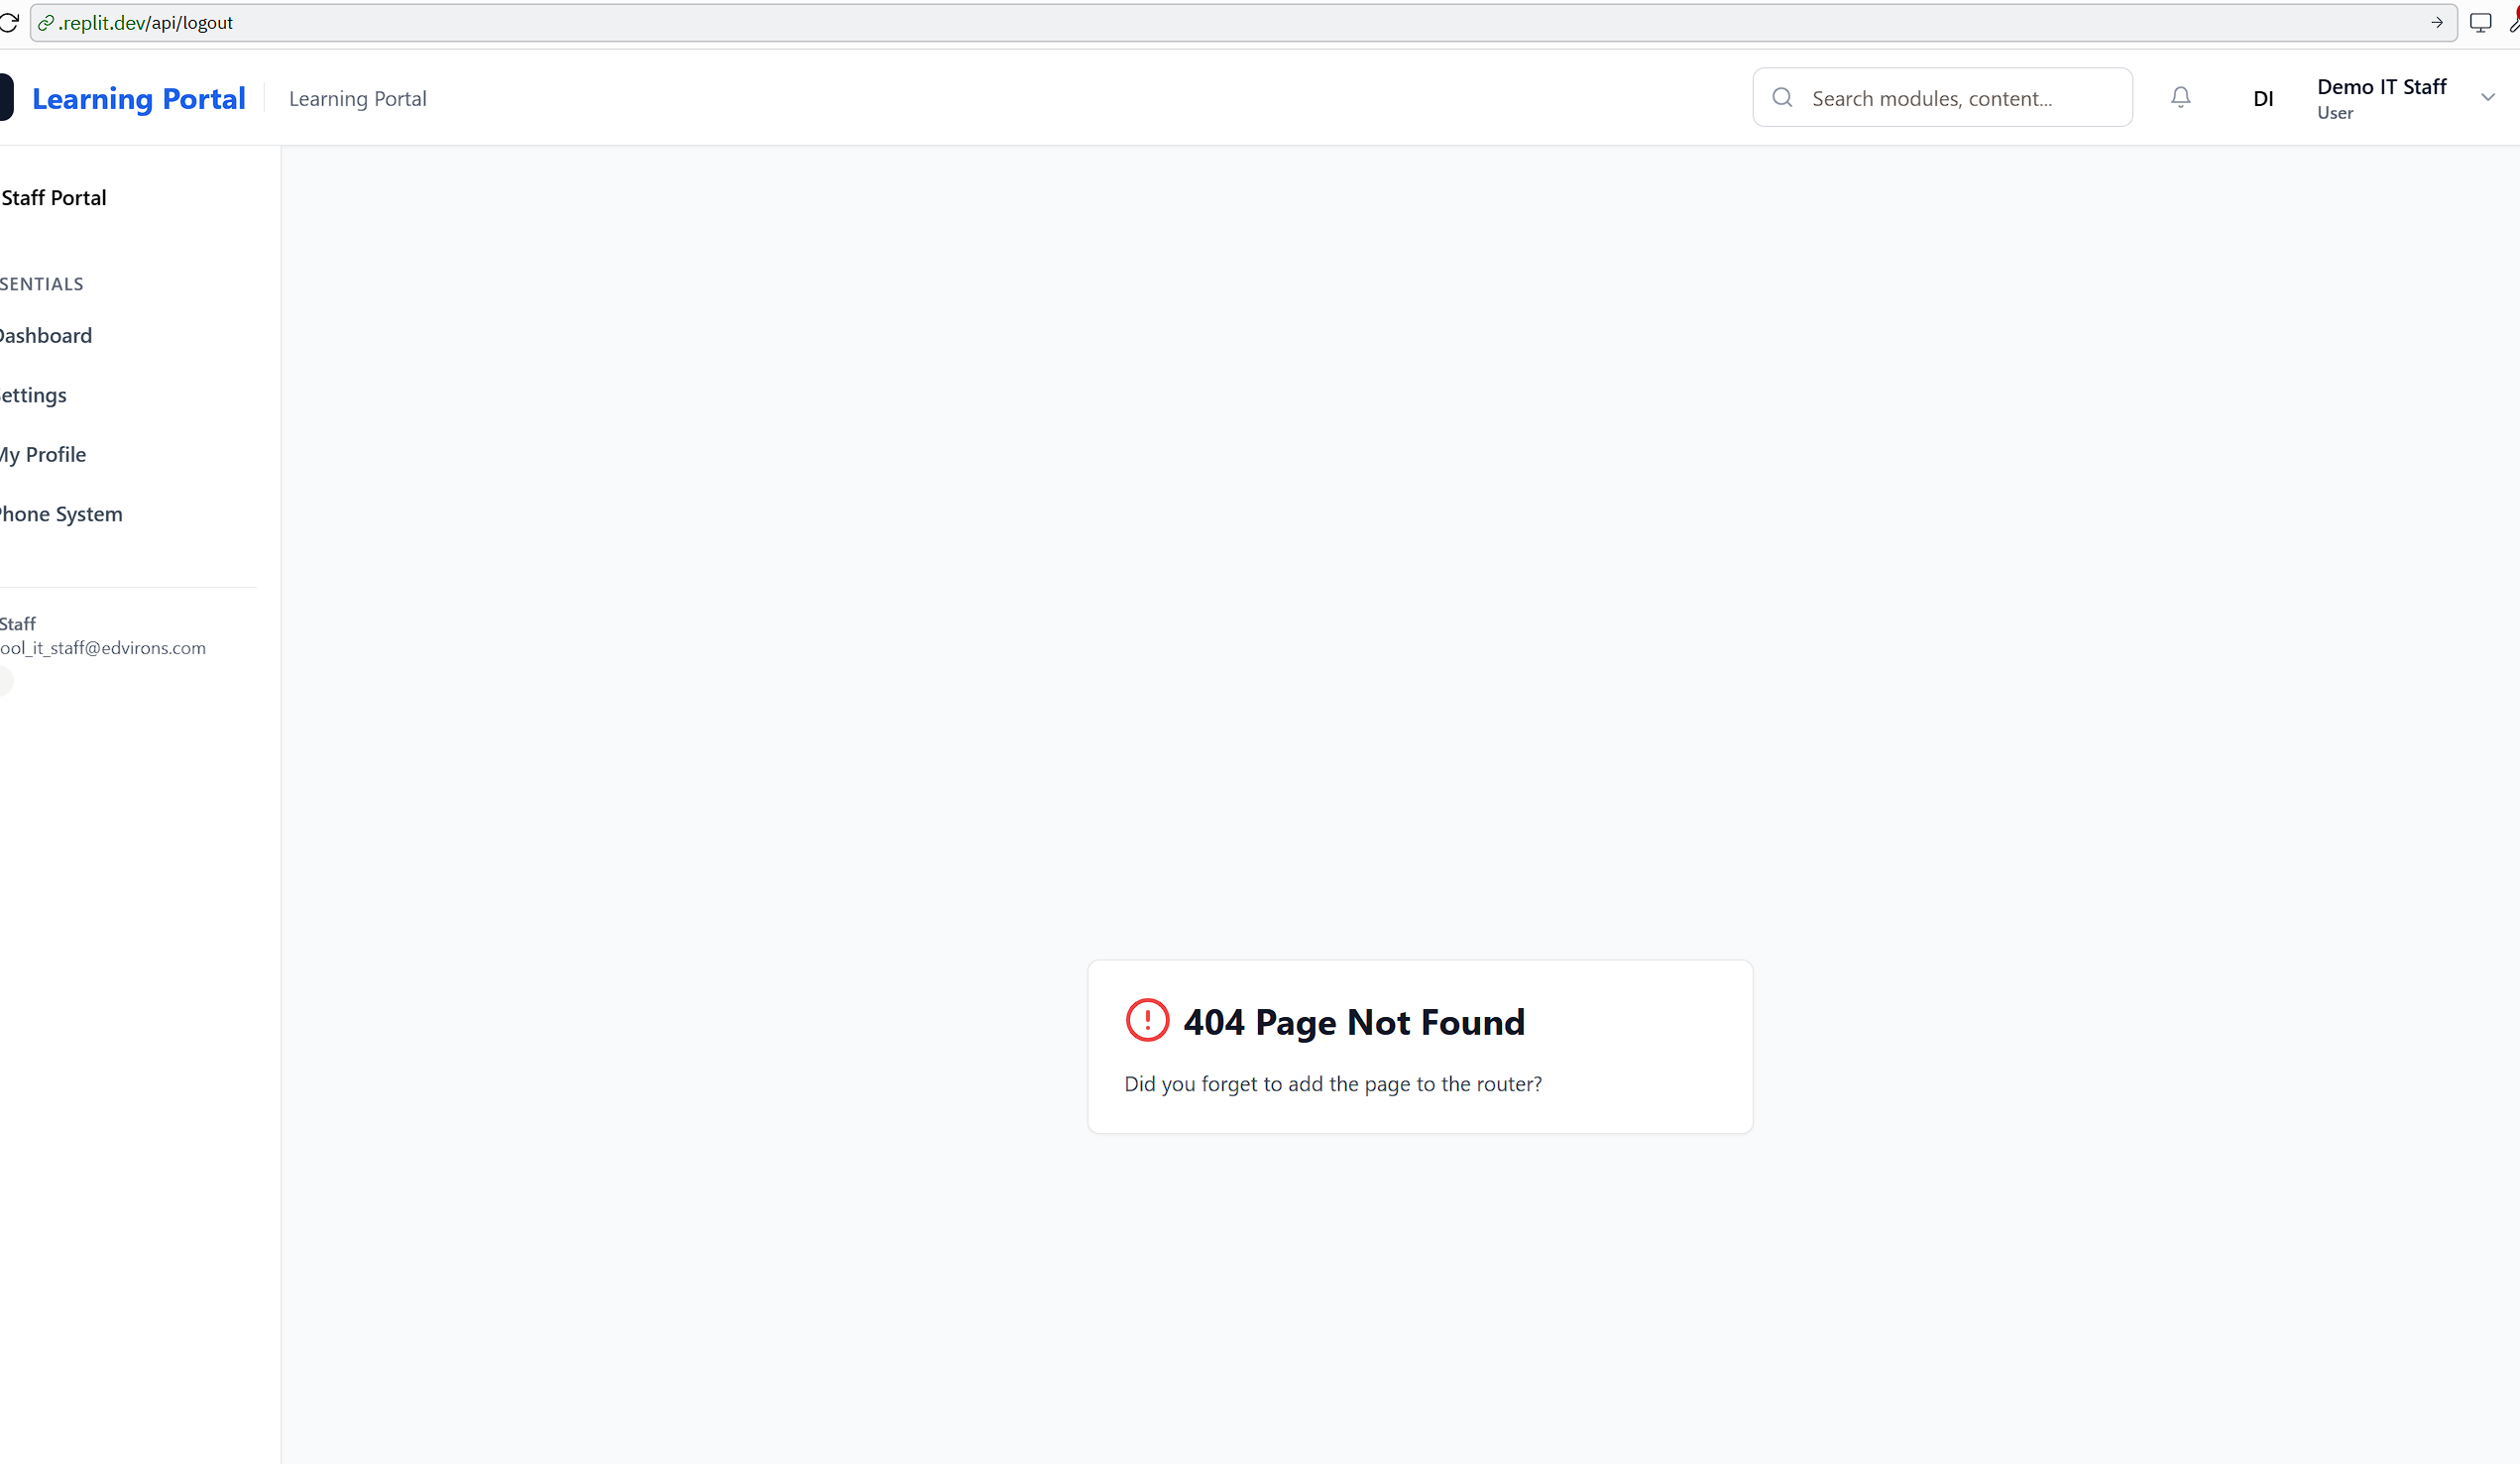 .replit.dev/api/logout
Learning Portal
Learning Portal
Search modules, content...
DI
Demo IT Staff
User
Staff Portal
SENTIALS
Dashboard
ettings
My Profile
Phone System
Staff
ool_it_staff@edvirons.com
404 Page Not Found
Did you forget to add the page to the router?